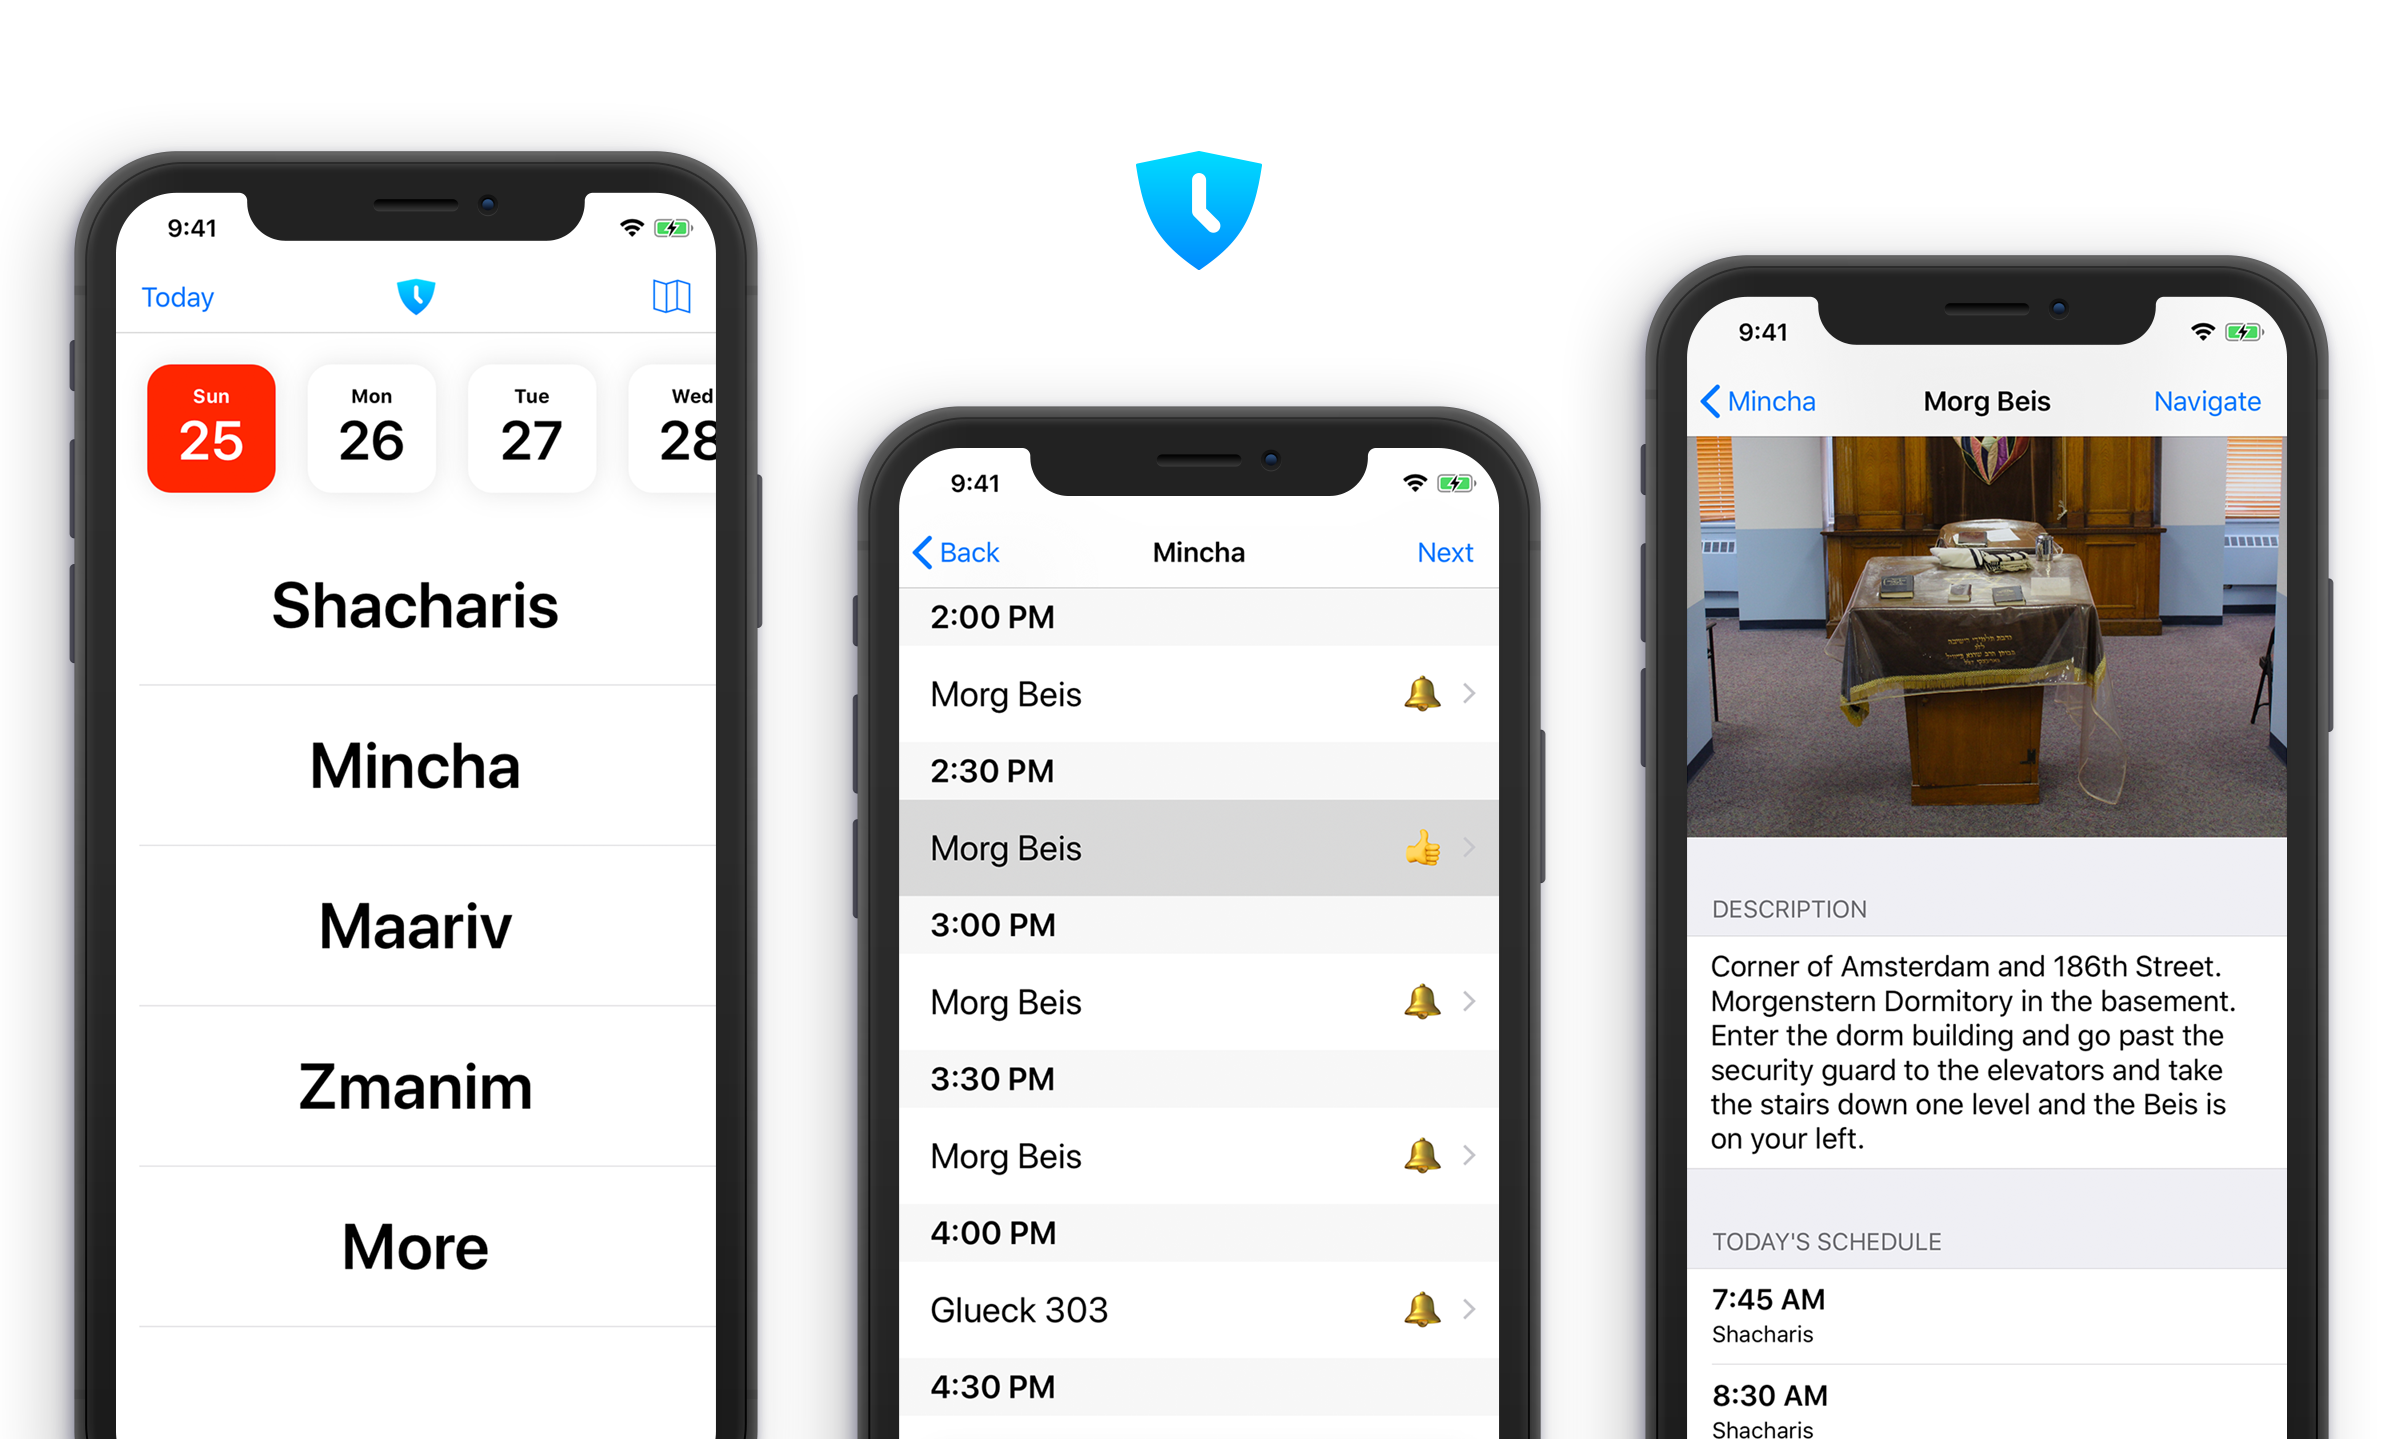 9:41
Today
Sun
25
Mon
26
Tue
27
Wed
28
Shacharis
Mincha
Maariv
Zmanim
More
9:41
Back
Mincha
Next
2:00 PM
Morg Beis
2:30 PM
Morg Beis
3:00 PM
Morg Beis
3:30 PM
Morg Beis
4:00 PM
Glueck 303
4:30 PM
9:41
Mincha
Morg Beis
Navigate
DESCRIPTION
Corner of Amsterdam and 186th Street.
Morgenstern Dormitory in the basement.
Enter the dorm building and go past the
security guard to the elevators and take
the stairs down one level and the Beis is
on your left.
TODAY'S SCHEDULE
7:45 AM
Shacharis
8:30 AM
Shacharis